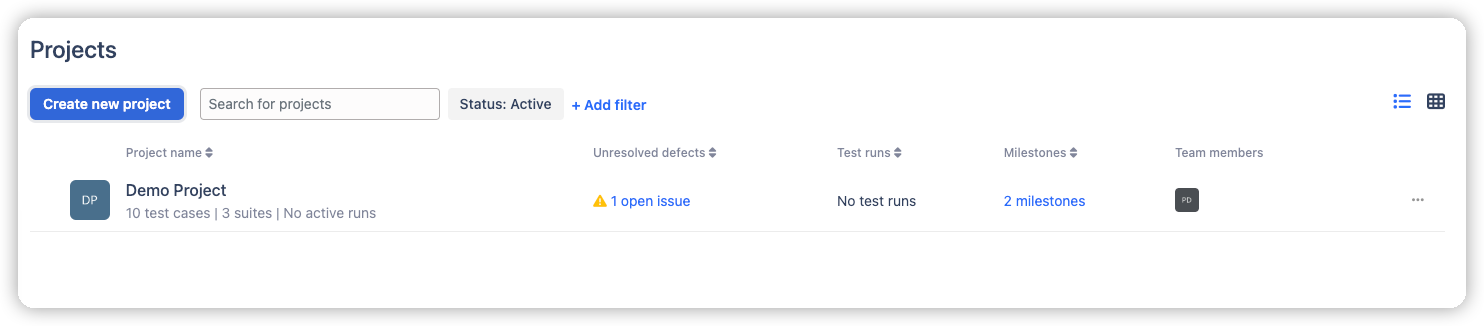 Projects
Create new project
Search for projects
Status: Active
+ Add filter
Project name
Unresolved defects
Test runs
Milestones
Team members
DP
Demo Project
10 test cases | 3 suites | No active runs
1 open issue
No test runs
2 milestones
PD